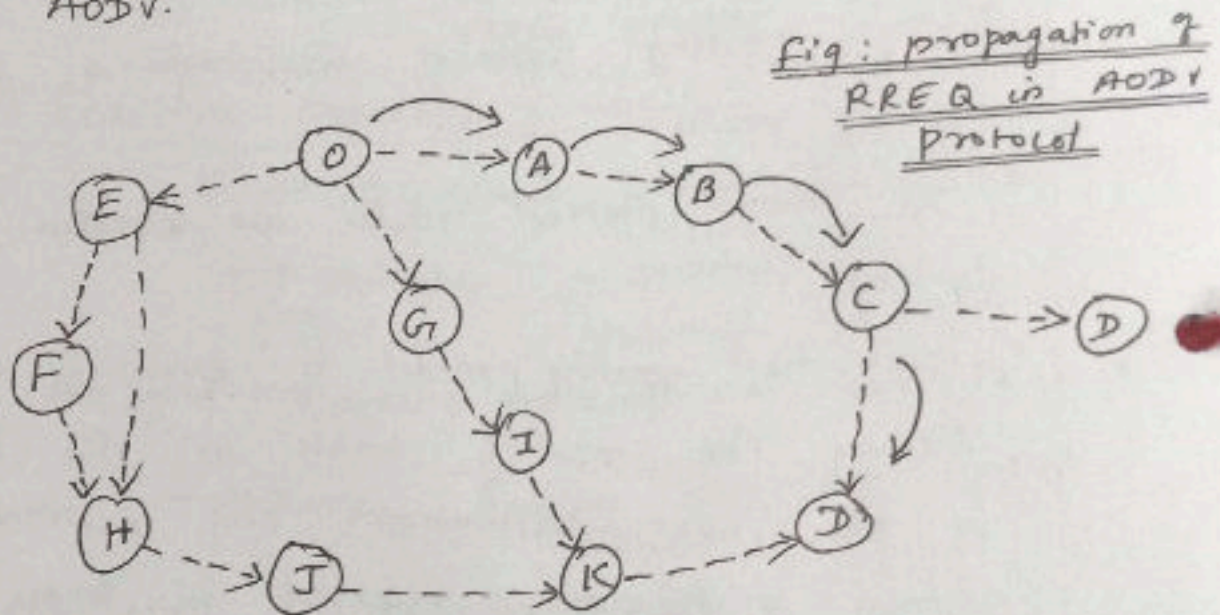 AODV.
fig: propagation of
RREQ in AODV
protocol
O
A
B
E
C
G
D
F
I
H
D
J
K